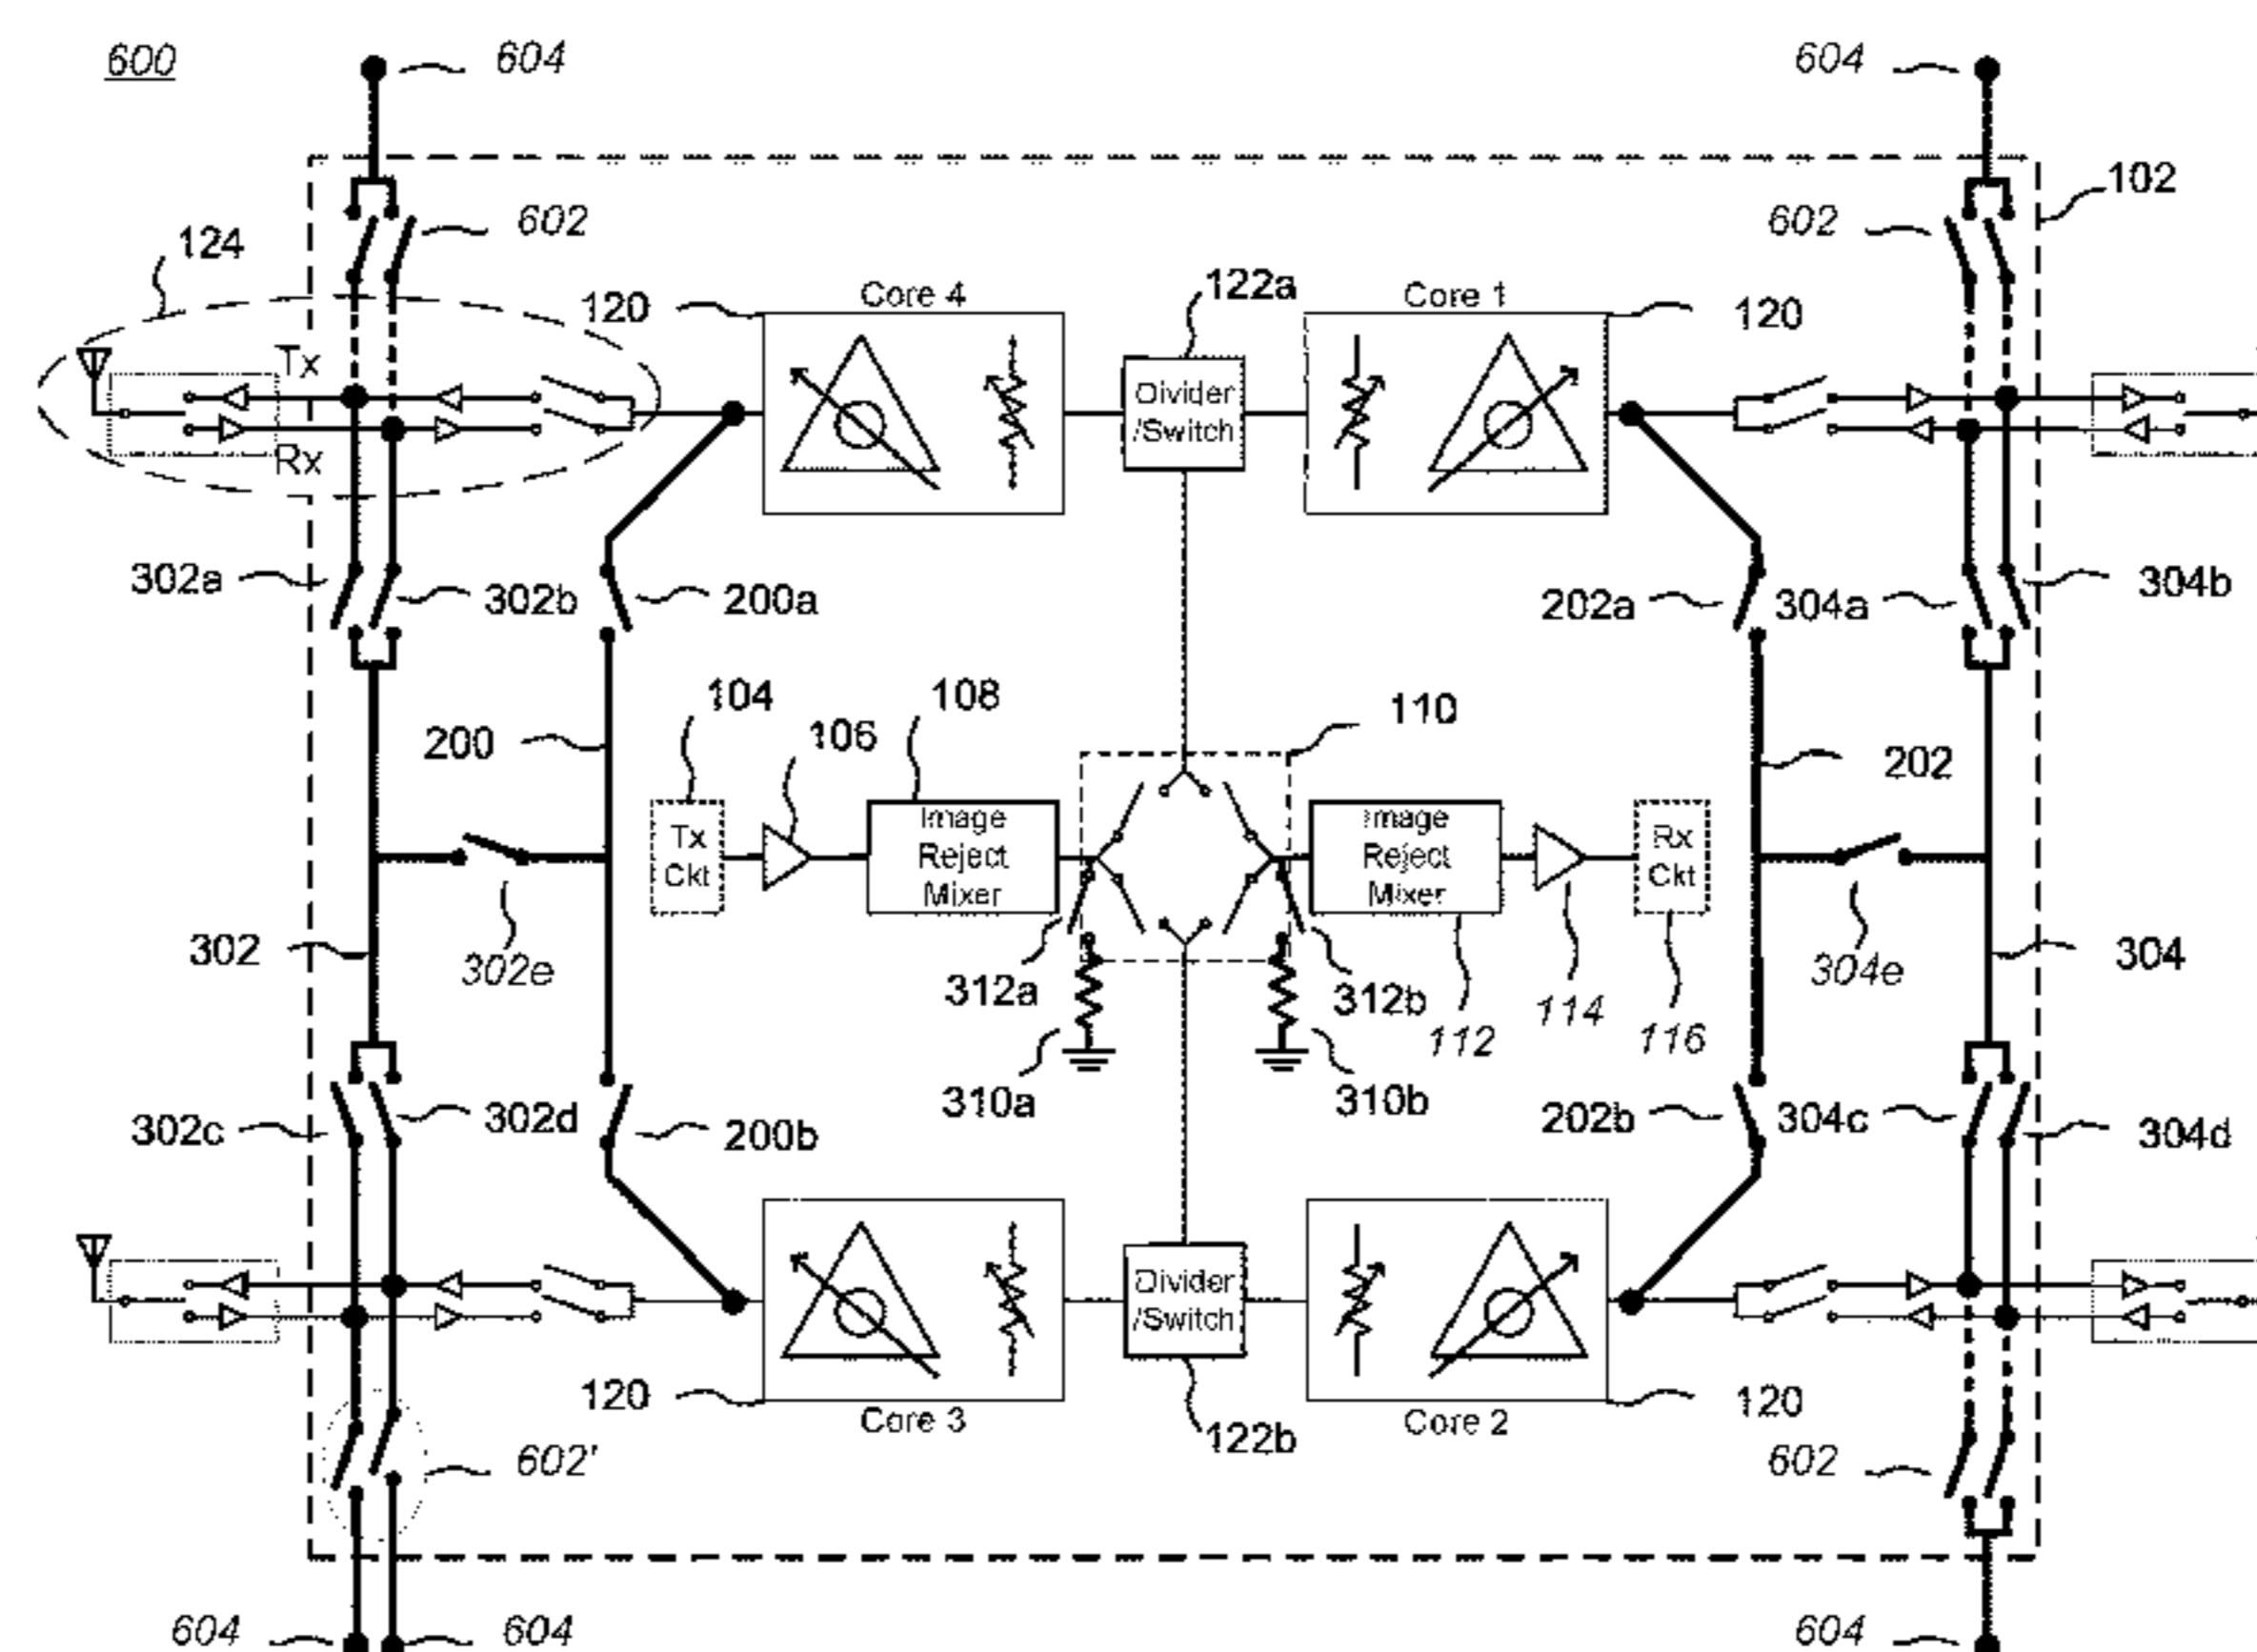 600
604
604
602
602
102
124
120
Core 4
122a
Core 1
120
Tx
Rx
Divider
/Switch
302a
302b
200a
202a
304a
304b
104
108
106
110
200
202
Tx
Ckt
Image
Reject
Mixer
Image
Reject
Mixer
Rx
Ckt
302
302e
312a
312b
112
114
116
304e
304
310a
310b
302c
302d
200b
202b
304c
304d
Divider
/Switch
120
Core 3
122b
Core 2
120
602'
602
604
604
604